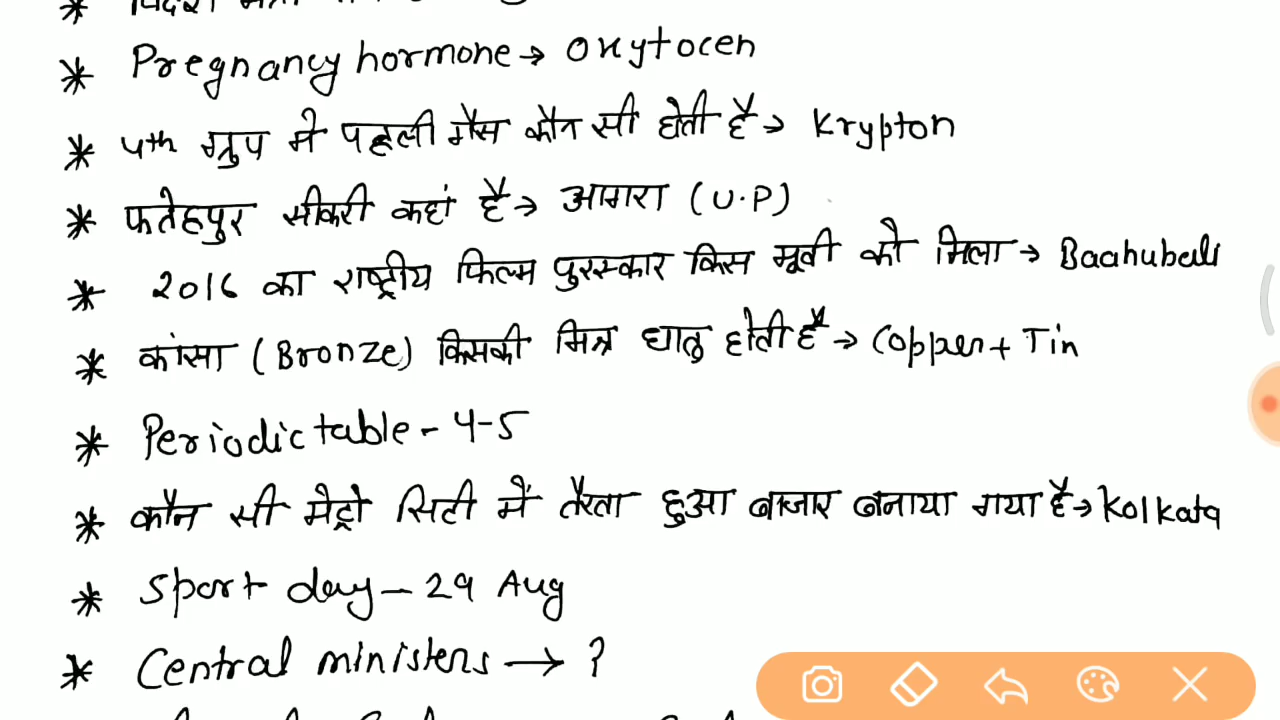 * Pregnancy hormone → Oxytocen
* 4th ग्रुप में पहली गैस कौन सी होती है → Krypton
* फतेहपुर सीकरी कहां है → आगरा (U.P)
* 2016 का राष्ट्रीय फिल्म पुरस्कार किस मूवी को मिला → Baahubali
* कांसा (Bronze) किसकी मिश्र धातु होती है → Copper + Tin
* Periodic table - 4-5
* कौन सी मेट्रो सिटी में तैरता हुआ बाजार बनाया गया है → Kolkata
* Sport day - 29 Aug
* Central ministers → ?